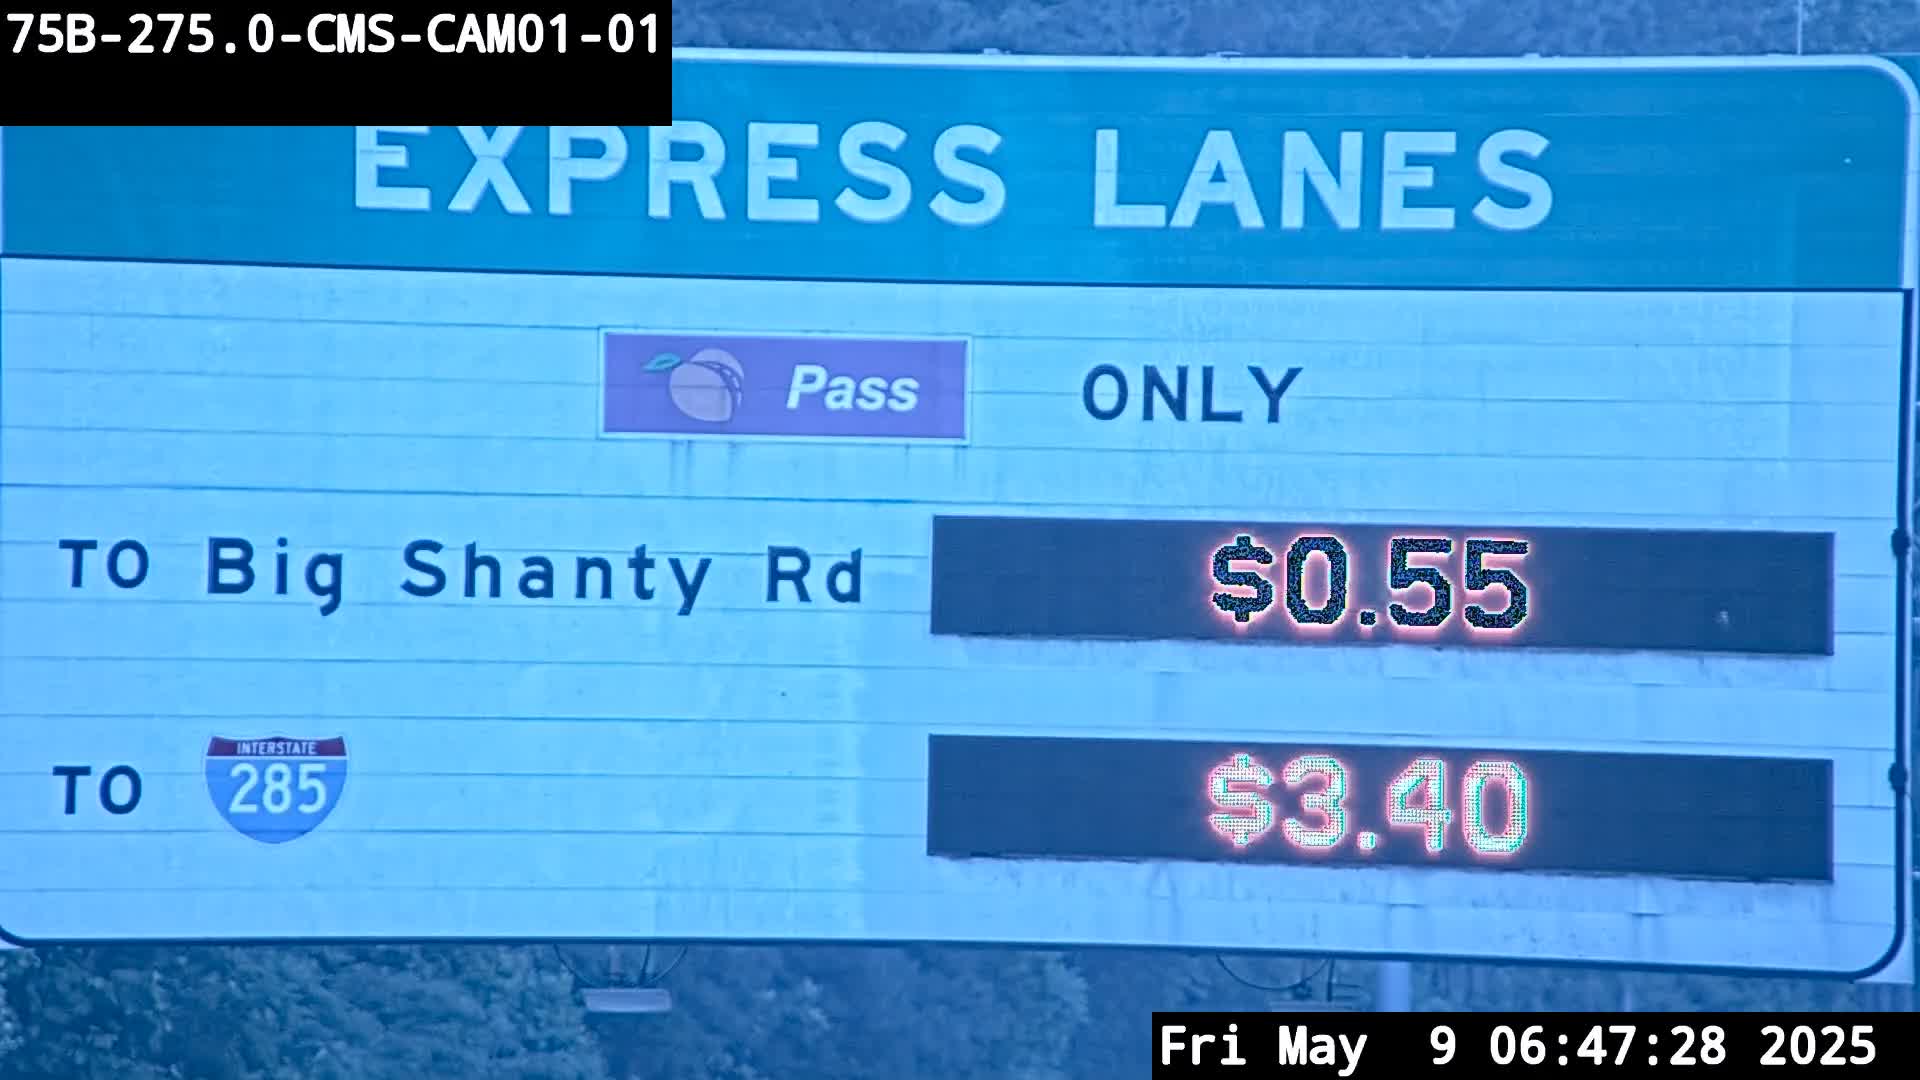 75B-275.0-CMS-CAM01-01
EXPRESS LANES
Pass ONLY
TO Big Shanty Rd $0.55
INTERSTATE
TO 285 $3.40
Fri May 9 06:47:28 2025